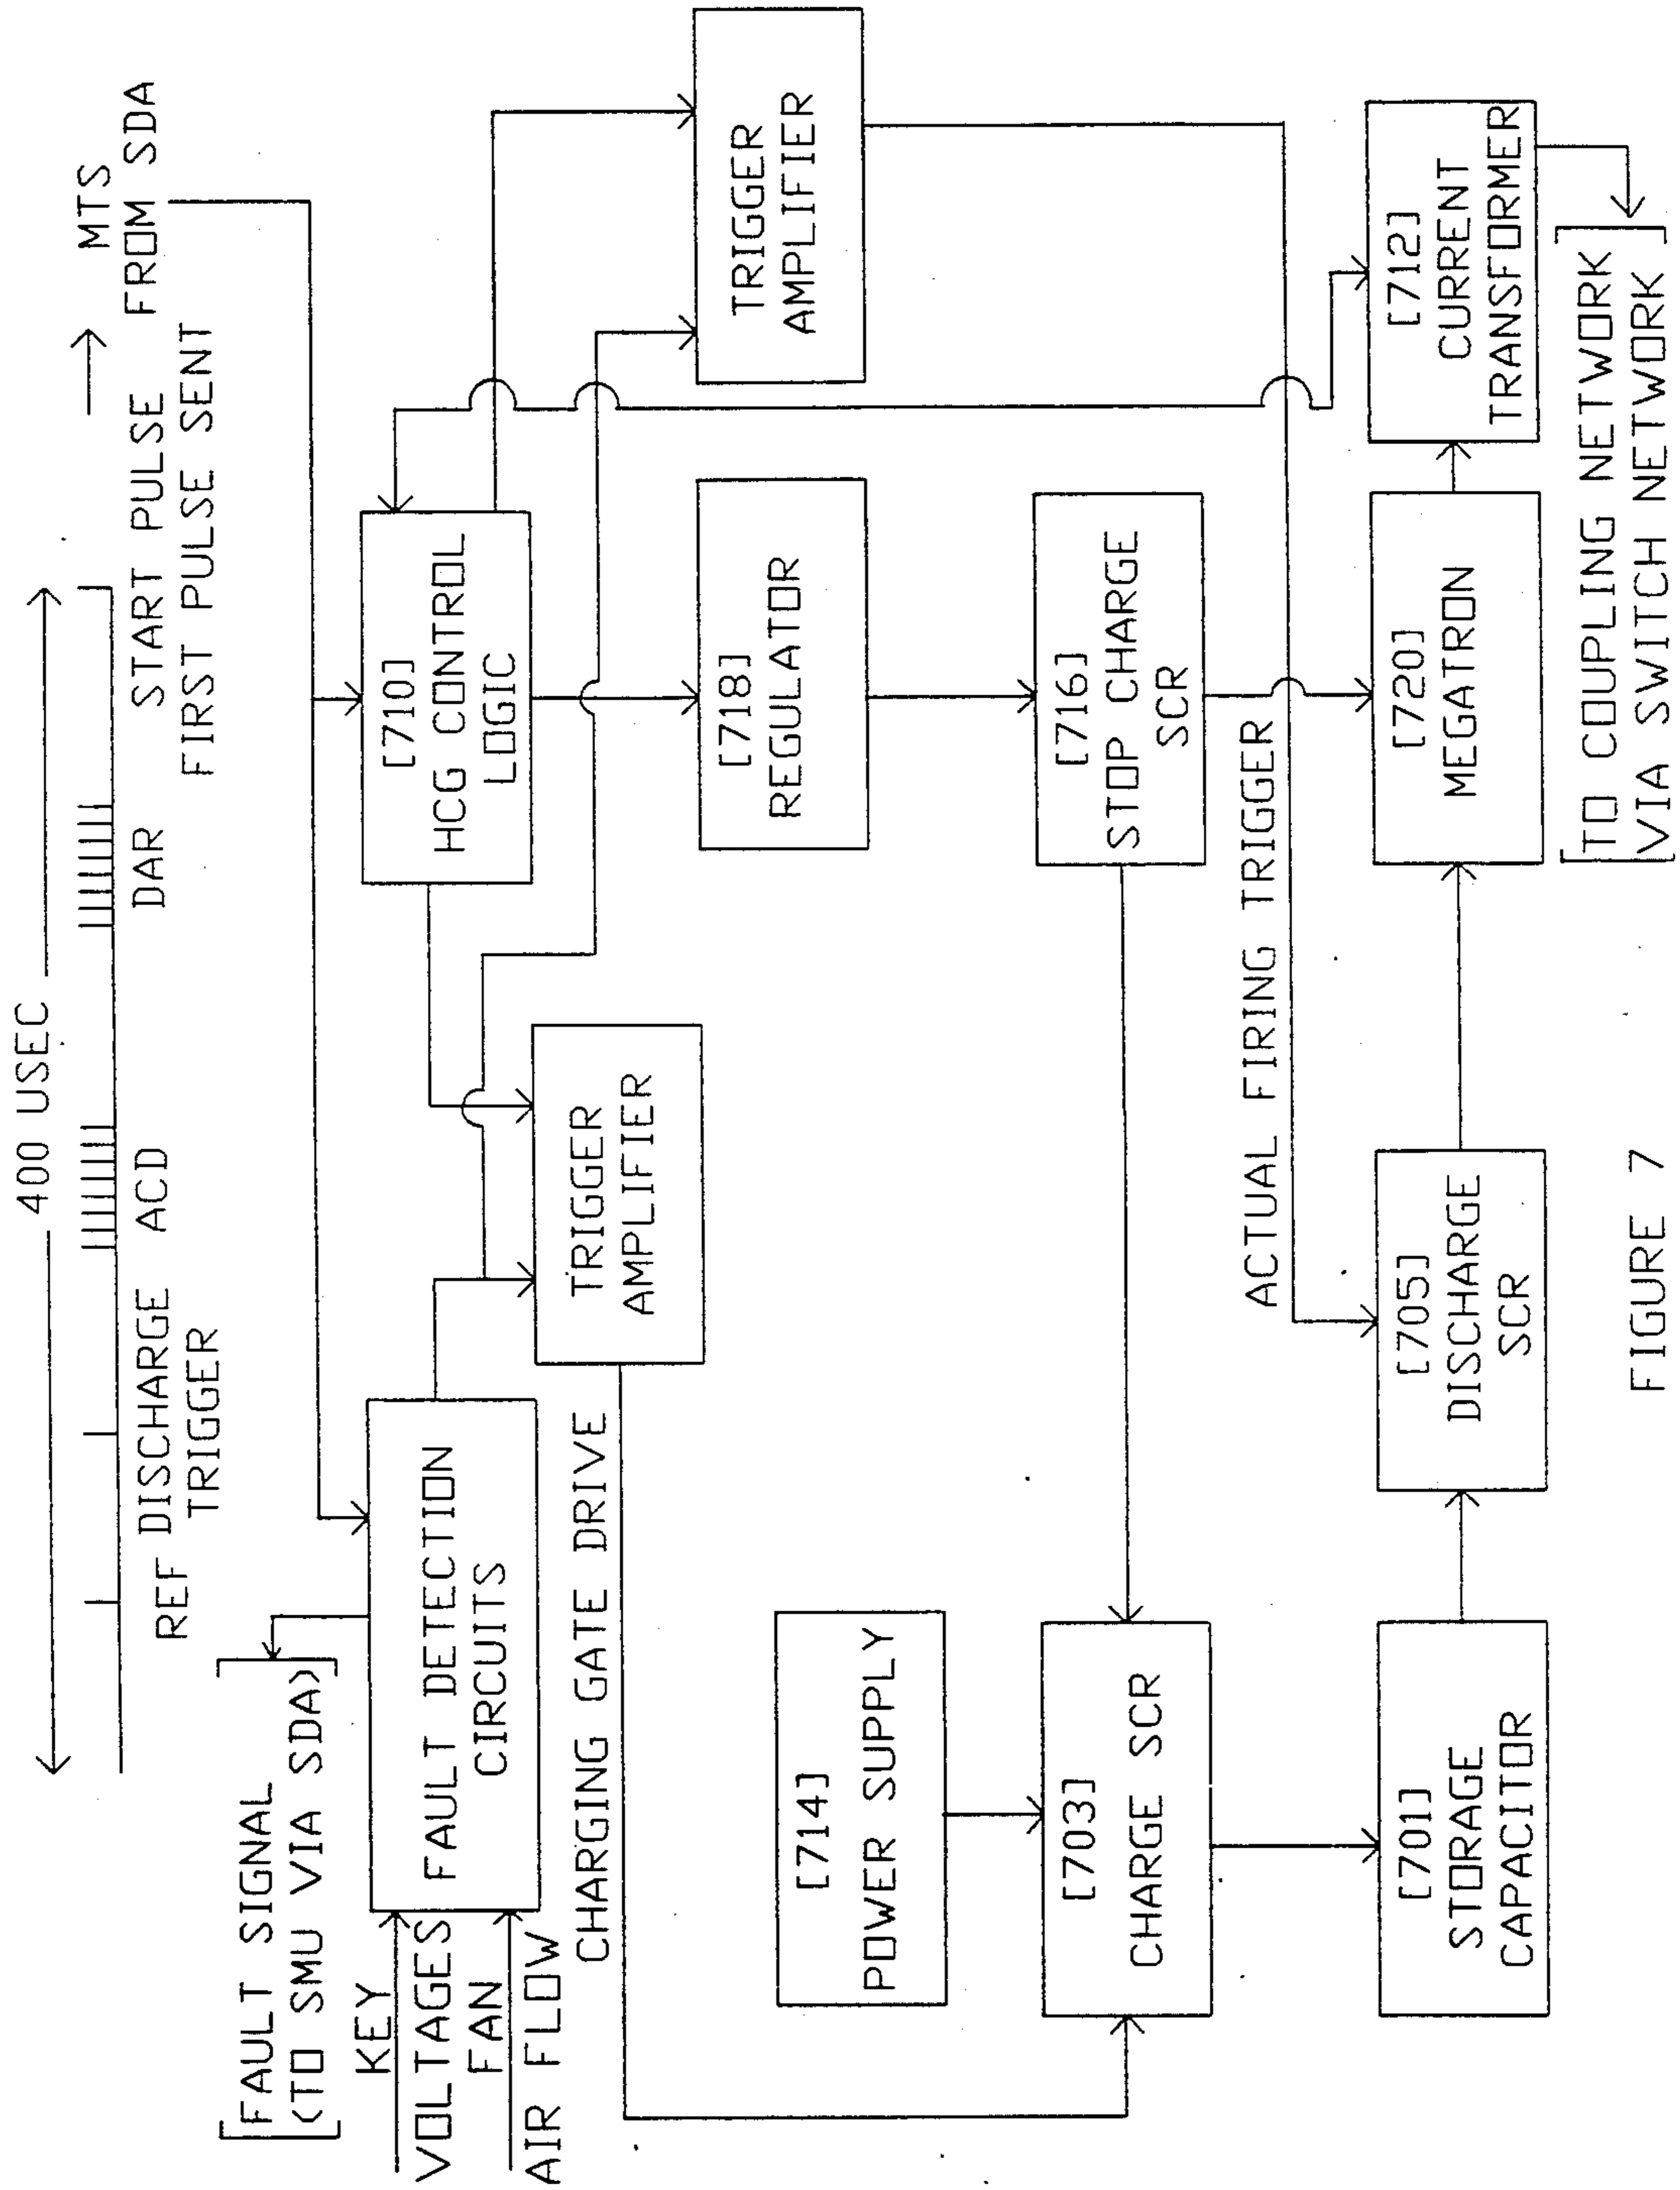 400 USEC
REF
DISCHARGE
TRIGGER
ACD
DAR
START PULSE
FIRST PULSE SENT
MTS
FROM SDA
[FAULT SIGNAL
(TO SMU VIA SDA)]
KEY
VOLTAGES
FAN
AIR FLOW
FAULT DETECTION
CIRCUITS
[710]
HCG CONTROL
LOGIC
TRIGGER
AMPLIFIER
TRIGGER
AMPLIFIER
CHARGING GATE DRIVE
[718]
REGULATOR
[714]
POWER SUPPLY
[703]
CHARGE SCR
[716]
STOP CHARGE
SCR
ACTUAL FIRING TRIGGER
[701]
STORAGE
CAPACITOR
[705]
DISCHARGE
SCR
[720]
MEGATRON
[712]
CURRENT
TRANSFORMER
[TO COUPLING NETWORK
VIA SWITCH NETWORK]
FIGURE 7